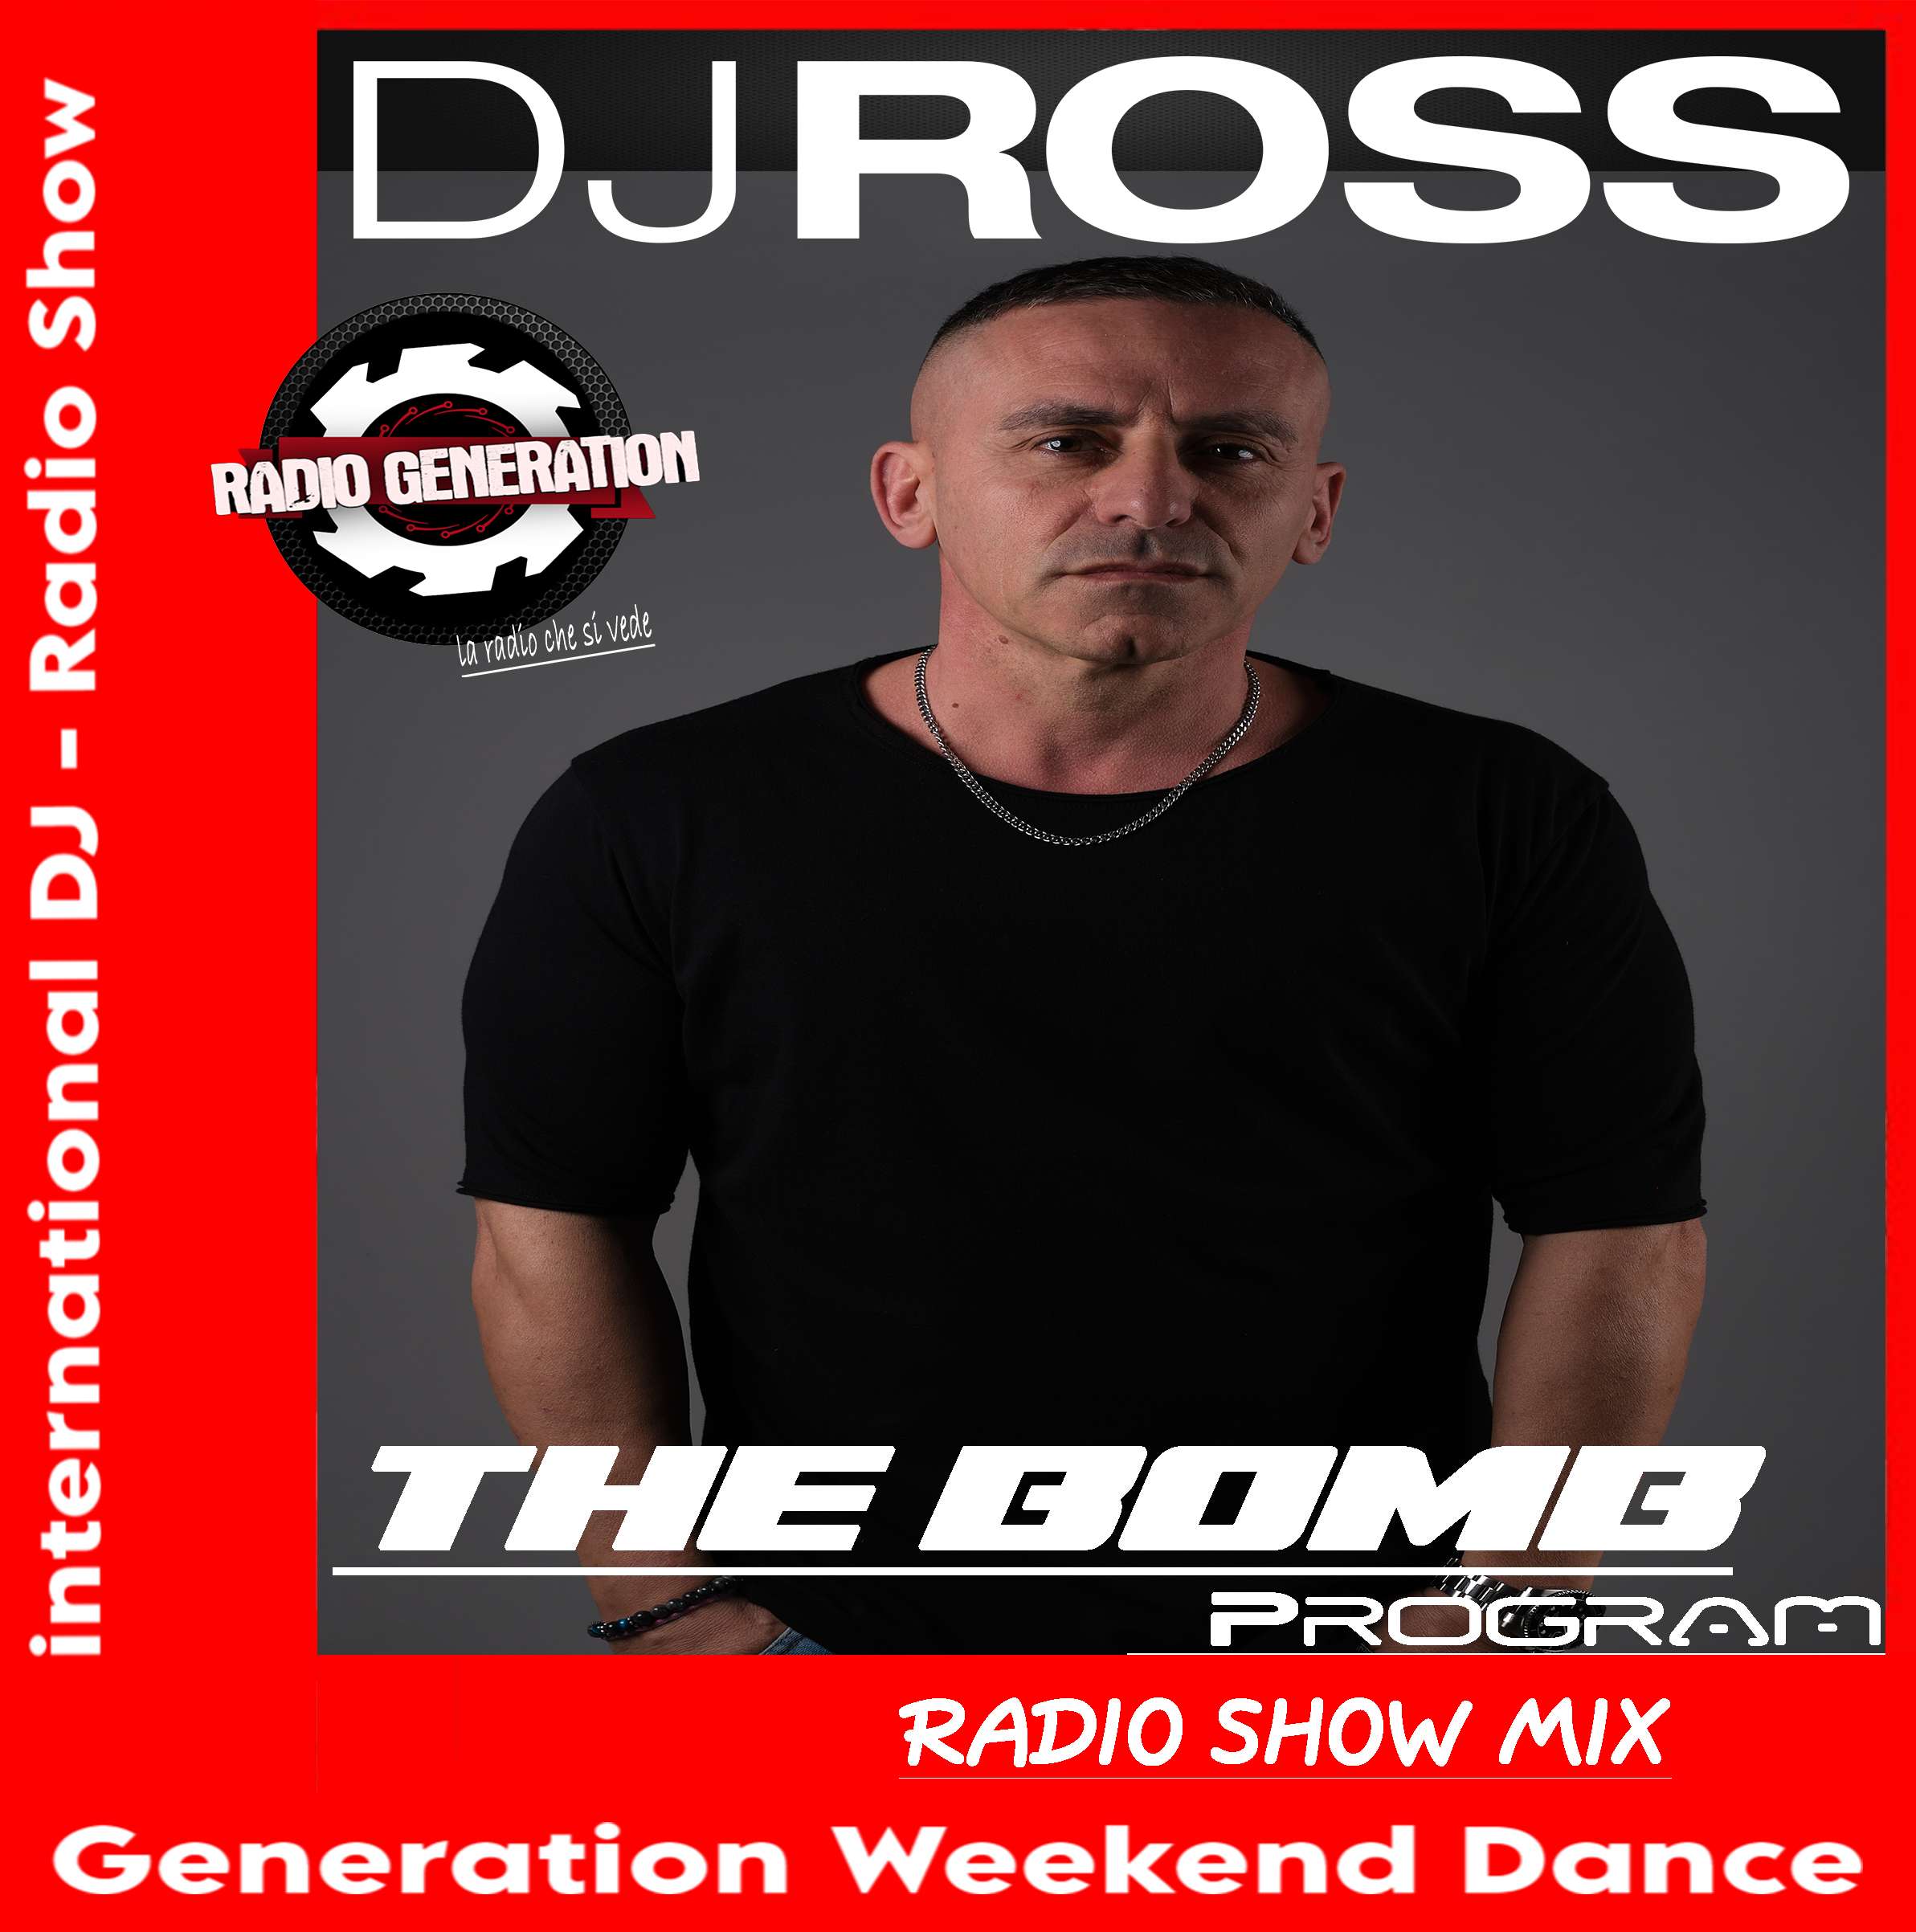 DJ ROSS
RADIO GENERATION
la radio che si vede
international DJ - Radio Show
THE BOMB
PROGRAM
RADIO SHOW MIX
Generation Weekend Dance